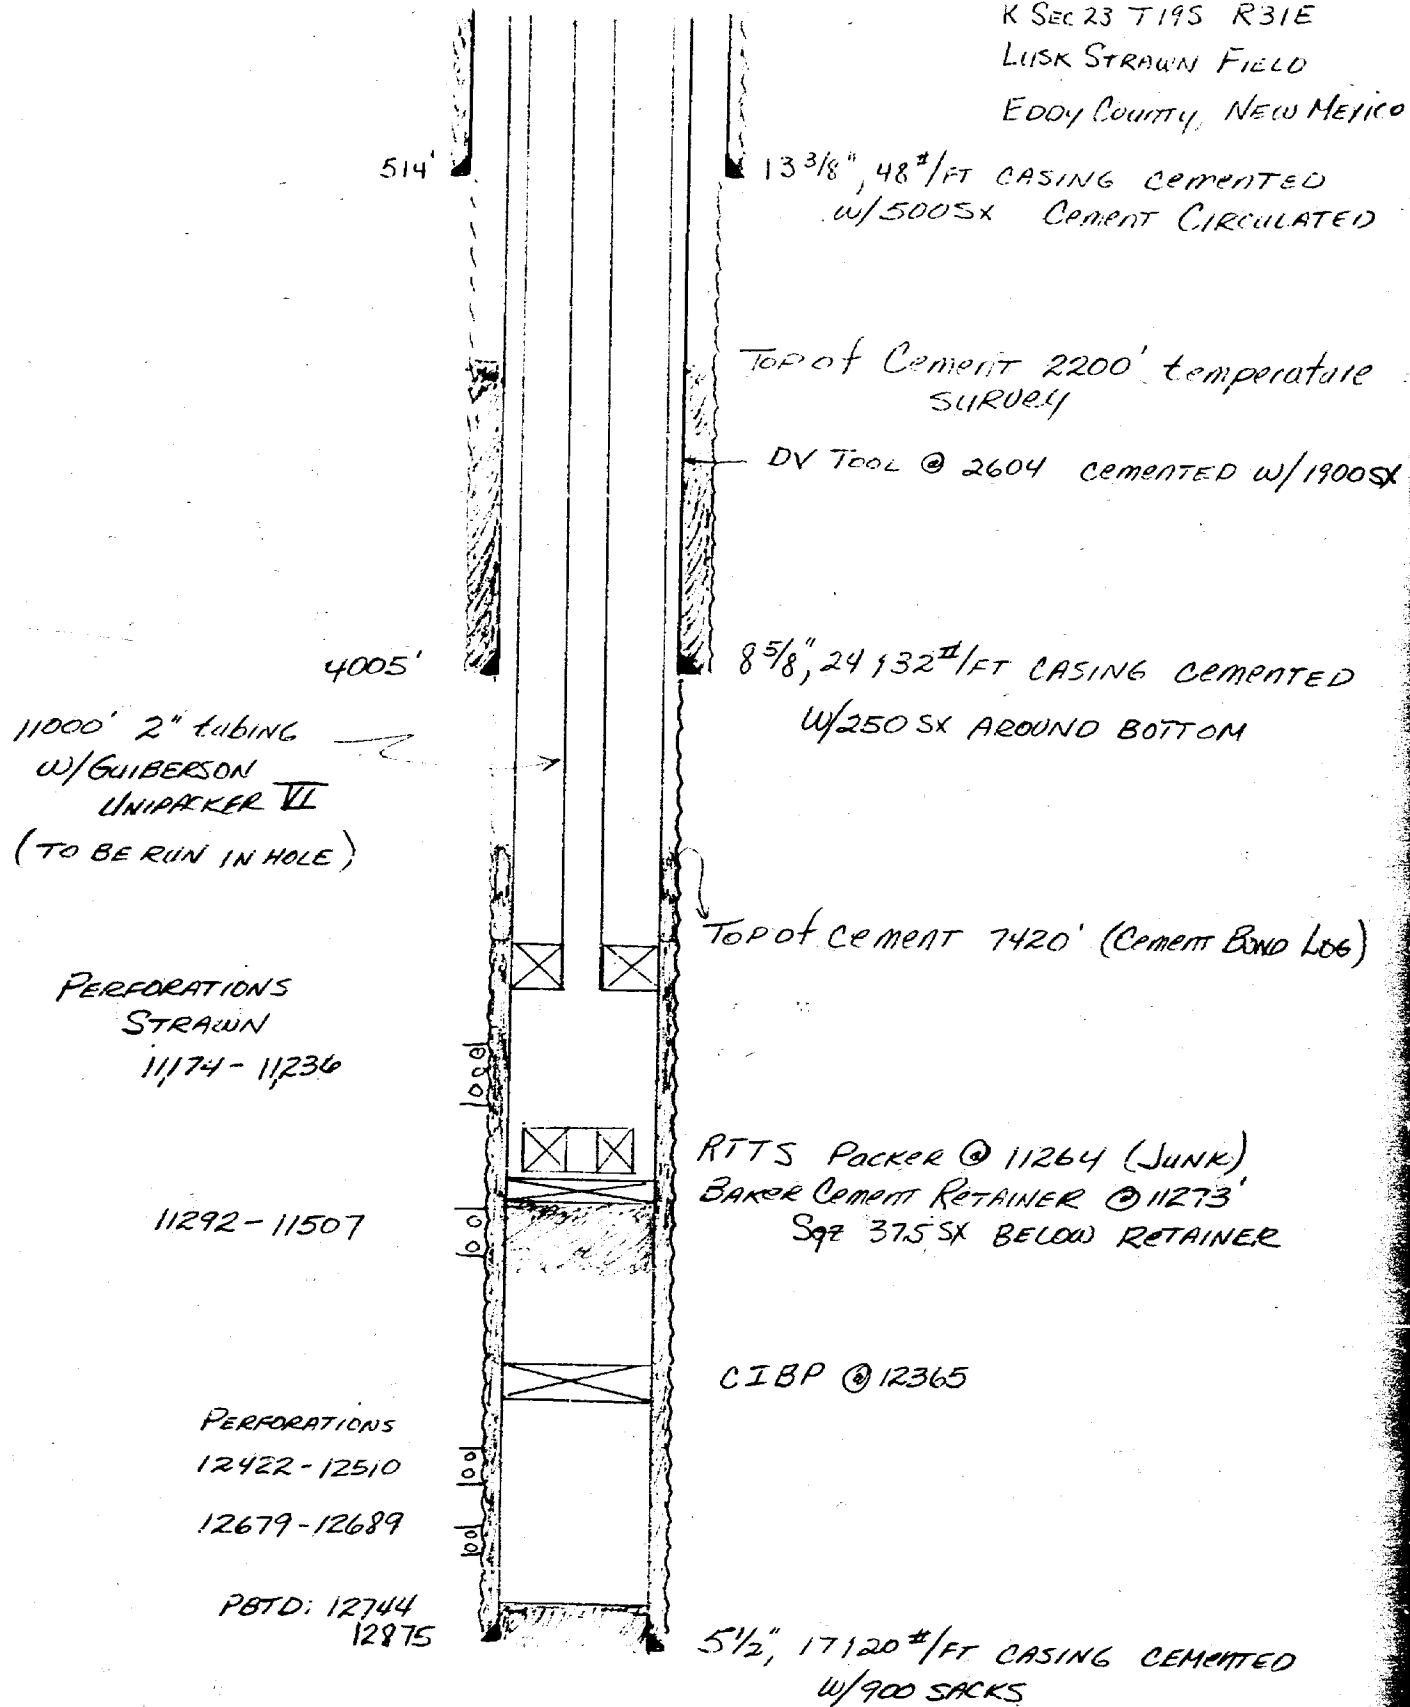 K SEC 23 T19S R31E
LUSK STRAWN FIELD
EDDY COUNTY, NEW MEXICO
514'
13 3/8", 48#/FT CASING CEMENTED
W/500SX CEMENT CIRCULATED
TOP of CEMENT 2200' temperature
SURVEY
DV TOOL @ 2604 CEMENTED W/1900SX
4005'
8 5/8", 24 & 32#/FT CASING CEMENTED
W/250 SX AROUND BOTTOM
11000' 2" tubING
W/GUIBERSON
UNIPACKER VI
(TO BE RUN IN HOLE)
TOP of CEMENT 7420' (CEMENT BOND LOG)
PERFORATIONS
STRAWN
11,174 - 11,236
RTTS PACKER @ 11264 (JUNK)
BAKER CEMENT RETAINER @ 11273'
11292 - 11507
Sqz 375 SX BELOW RETAINER
CIBP @ 12365
PERFORATIONS
12422 - 12510
12679 - 12689
PBTD: 12744
12875
5 1/2", 17 & 20#/FT CASING CEMENTED
W/900 SACKS